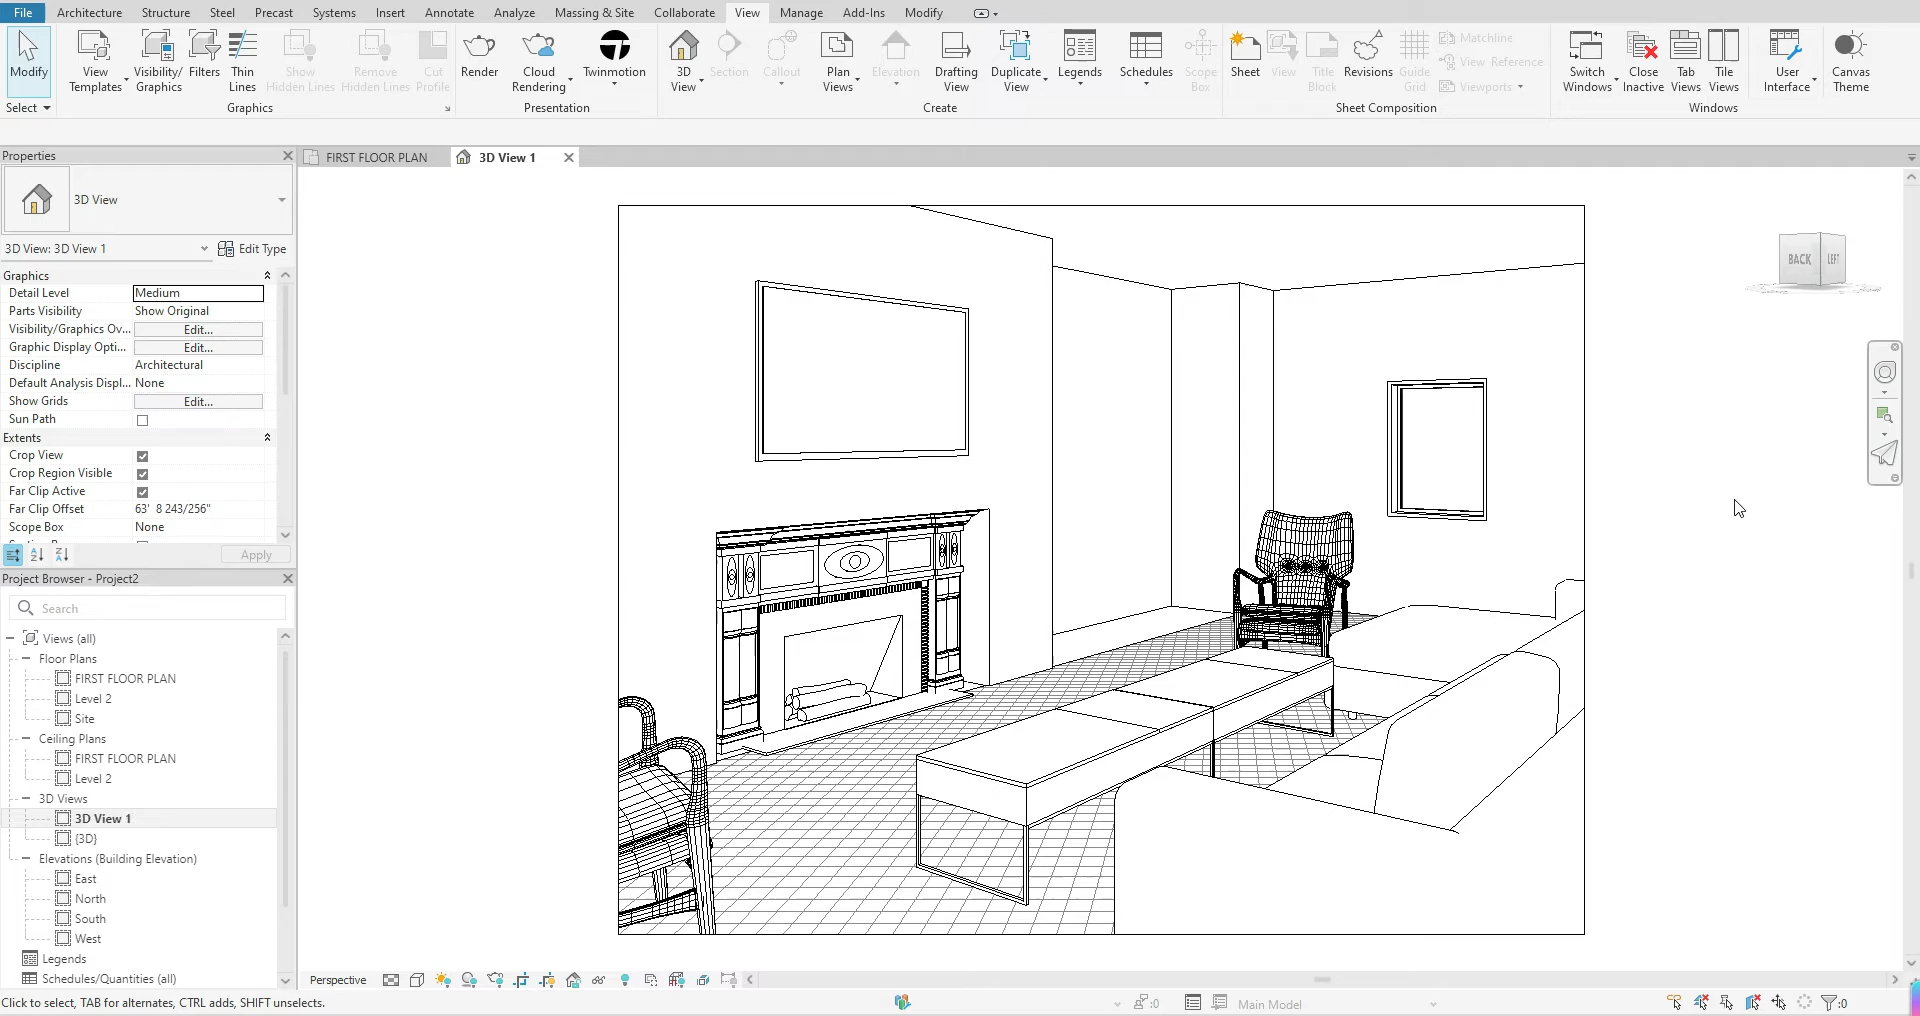 File Architecture Structure Steel Precast Systems Insert Annotate Analyze Massing & Site Collaborate View Manage Add-Ins Modify
Modify
View Templates
Visibility/ Graphics
Filters
Thin Lines
Show Hidden Lines
Remove Hidden Lines
Cut Profile
Render
Cloud Rendering
Twinmotion
3D View
Section
Callout
Plan Views
Elevation
Drafting View
Duplicate View
Legends
Schedules
Scope Box
Sheet
View
Title Block
Revisions
Guide Grid
Matchline
View Reference
Viewports
Switch Windows
Close Inactive
Tab Views
Tile Views
User Interface
Canvas Theme
Select Graphics Presentation Create Sheet Composition Windows
Properties
FIRST FLOOR PLAN
3D View 1
3D View
3D View: 3D View 1
Edit Type
Graphics
Detail Level Medium
Parts Visibility Show Original
Visibility/Graphics Ov... Edit...
Graphic Display Opti... Edit...
Discipline Architectural
Default Analysis Displ... None
Show Grids Edit...
Sun Path
Extents
Crop View
Crop Region Visible
Far Clip Active
Far Clip Offset 63' 8 243/256"
Scope Box None
Apply
Project Browser - Project2
Search
Views (all)
Floor Plans
FIRST FLOOR PLAN
Level 2
Site
Ceiling Plans
FIRST FLOOR PLAN
Level 2
3D Views
3D View 1
{3D}
Elevations (Building Elevation)
East
North
South
West
Legends
Schedules/Quantities (all)
BACK LEFT
Perspective
Click to select, TAB for alternates, CTRL adds, SHIFT unselects.
:0
Main Model
:0